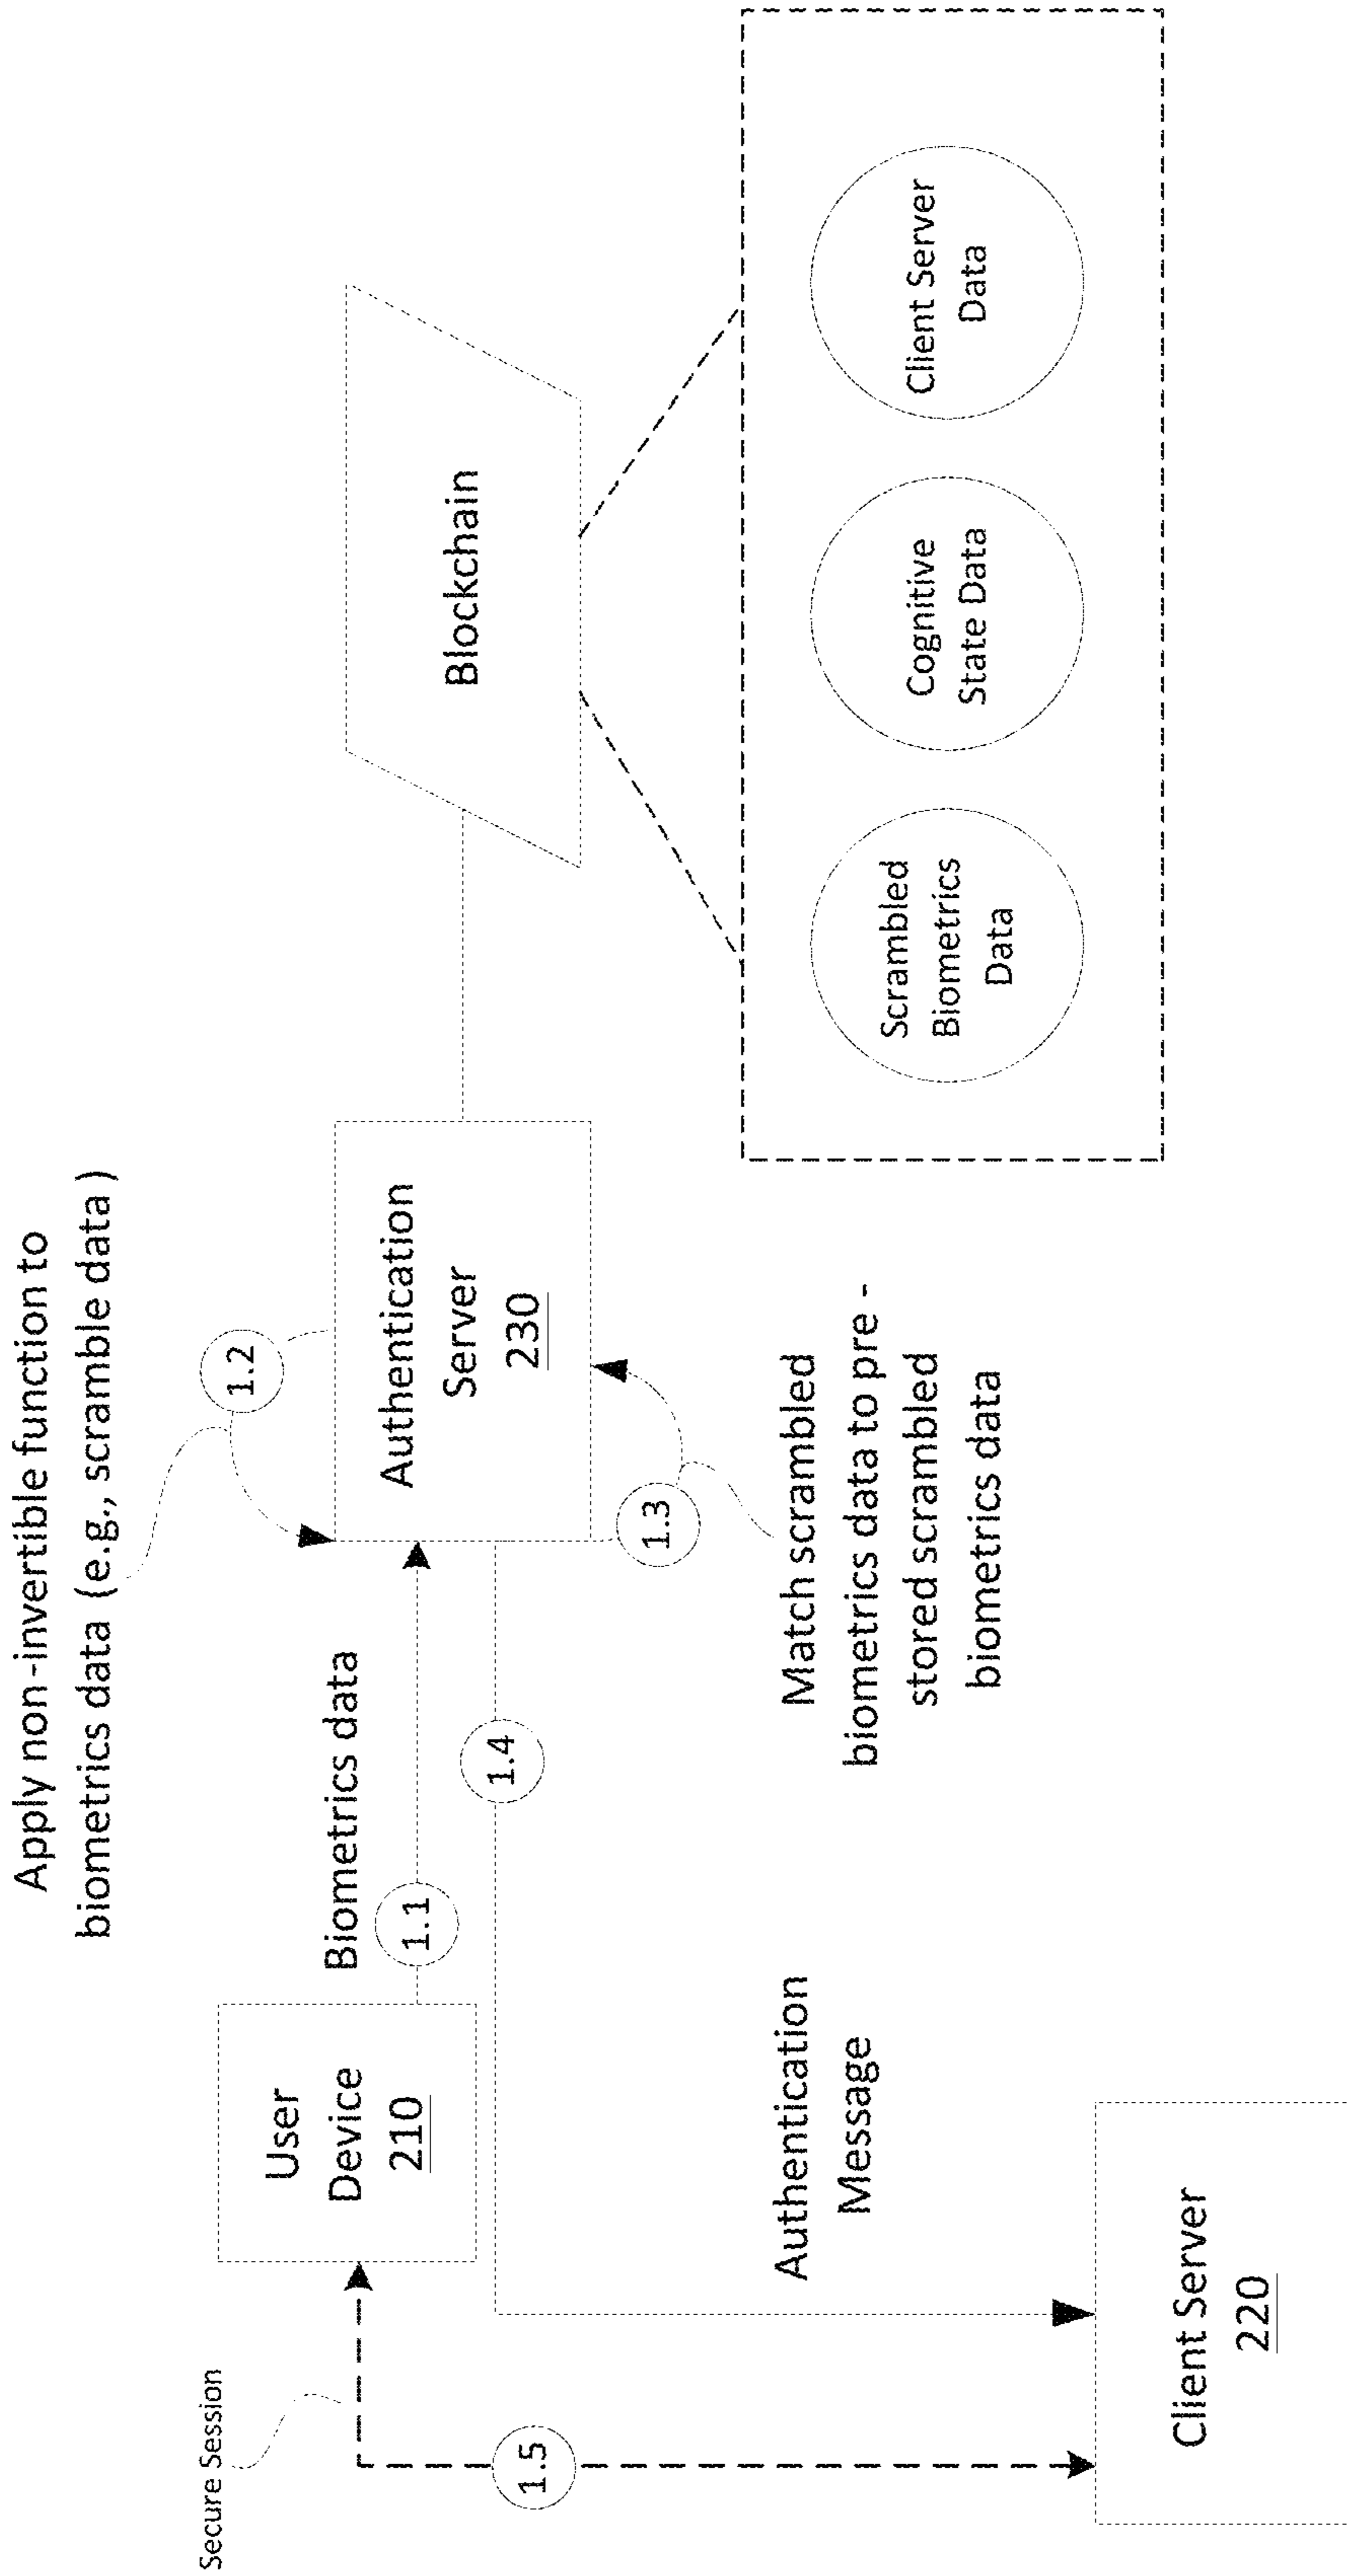 Apply non -invertible function to
biometrics data (e.g., scramble data )
1.2
Secure Session
User
Device
210
Biometrics data
1.1
Authentication
Server
230
Blockchain
1.4
1.3
1.5
Match scrambled
biometrics data to pre -
stored scrambled
biometrics data
Authentication
Message
Scrambled
Biometrics
Data
Cognitive
State Data
Client Server
Data
Client Server
220